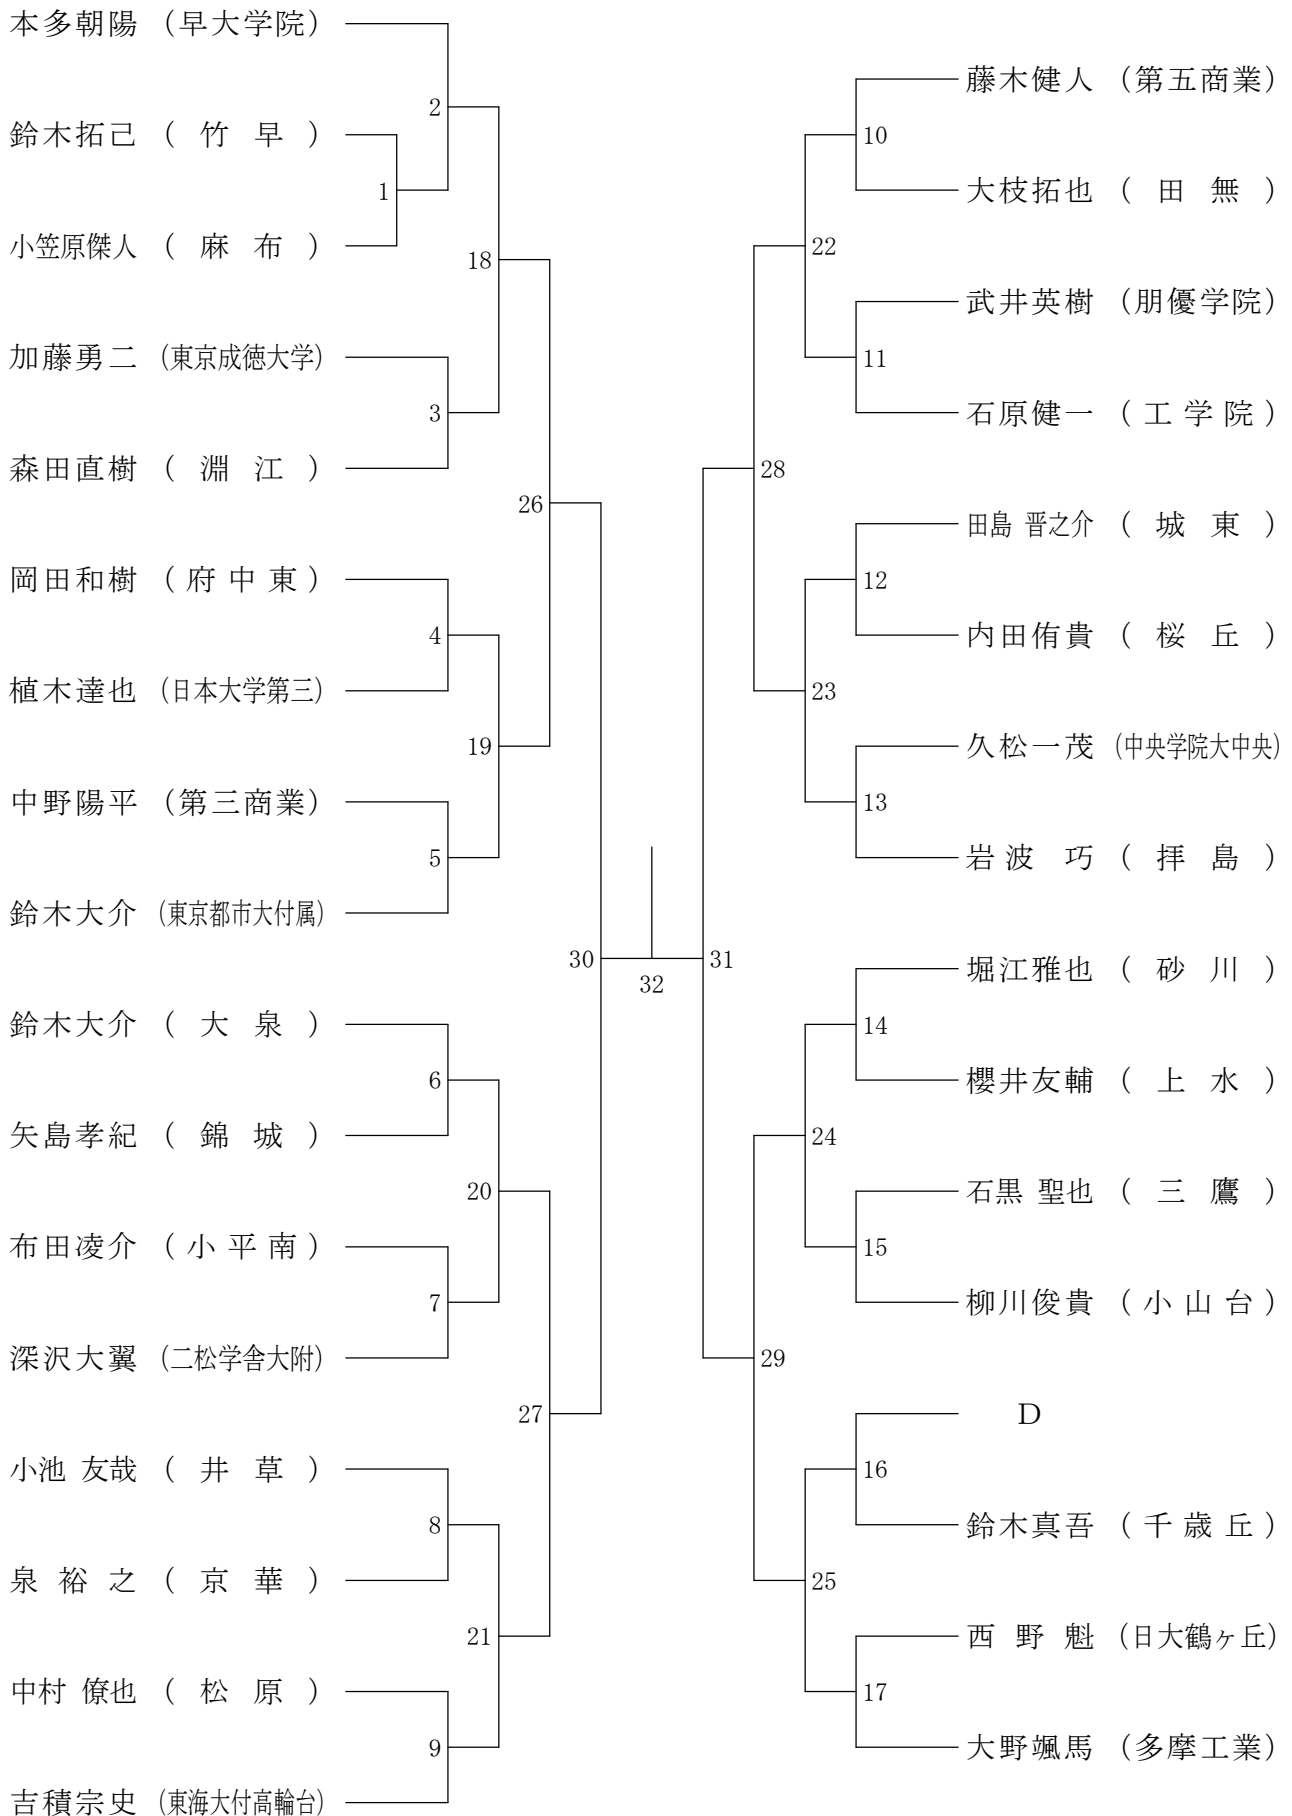 本多朝陽 （早大学院）
2
鈴木拓己 （ 竹 早 ）
1
小笠原傑人 （ 麻 布 ）
18
加藤勇二 （東京成徳大学）
3
森田直樹 （ 淵 江 ）
26
岡田和樹 （ 府 中 東 ）
4
植木達也 （日本大学第三）
19
中野陽平 （第三商業）
5
鈴木大介 （東京都市大付属）
30
鈴木大介 （ 大 泉 ）
6
矢島孝紀 （ 錦 城 ）
20
布田凌介 （ 小 平 南 ）
7
深沢大翼 （二松学舎大附）
27
小池 友哉 （ 井 草 ）
8
泉 裕 之 （ 京 華 ）
21
中村 僚也 （ 松 原 ）
9
吉積宗史 （東海大付高輪台）
32
藤木健人 （第五商業）
10
大枝拓也 （ 田 無 ）
22
武井英樹 （朋優学院）
11
石原健一 （ 工 学 院 ）
28
田島 晋之介 （ 城 東 ）
12
内田侑貴 （ 桜 丘 ）
23
久松一茂 （中央学院大中央）
13
岩 波 巧 （ 拝 島 ）
31
堀江雅也 （ 砂 川 ）
14
櫻井友輔 （ 上 水 ）
24
石黒 聖也 （ 三 鷹 ）
15
柳川俊貴 （ 小 山 台 ）
29
D
16
鈴木真吾 （ 千 歳 丘 ）
25
西 野 魁 （日大鶴ヶ丘）
17
大野颯馬 （多摩工業）